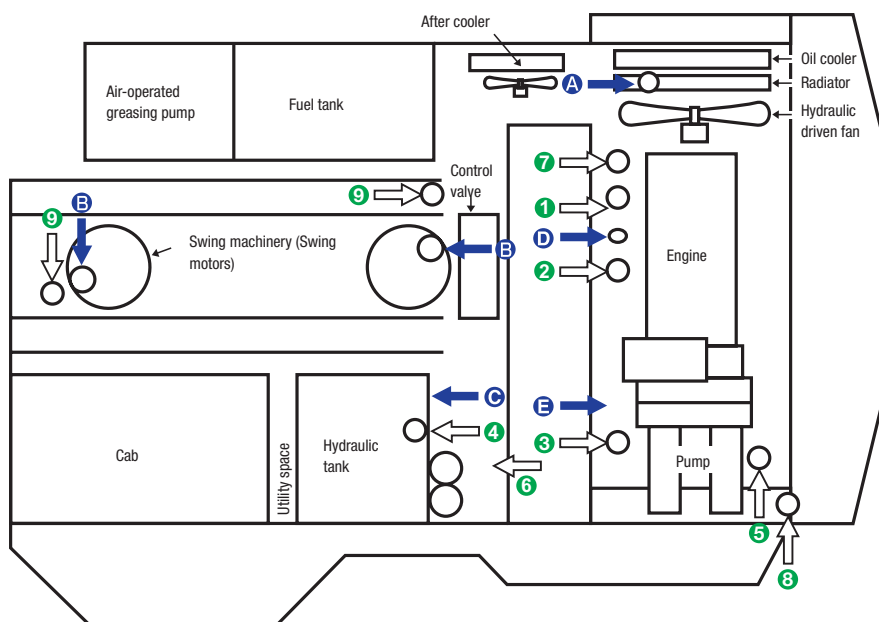 After cooler
Oil cooler
Radiator
Hydraulic
driven fan
A
Air-operated
greasing pump
Fuel tank
7
Control
valve
9
1
B
9
D
Swing machinery (Swing
motors)
B
2
Engine
C
E
4
3
Cab
Utility space
Hydraulic
tank
Pump
6
5
8